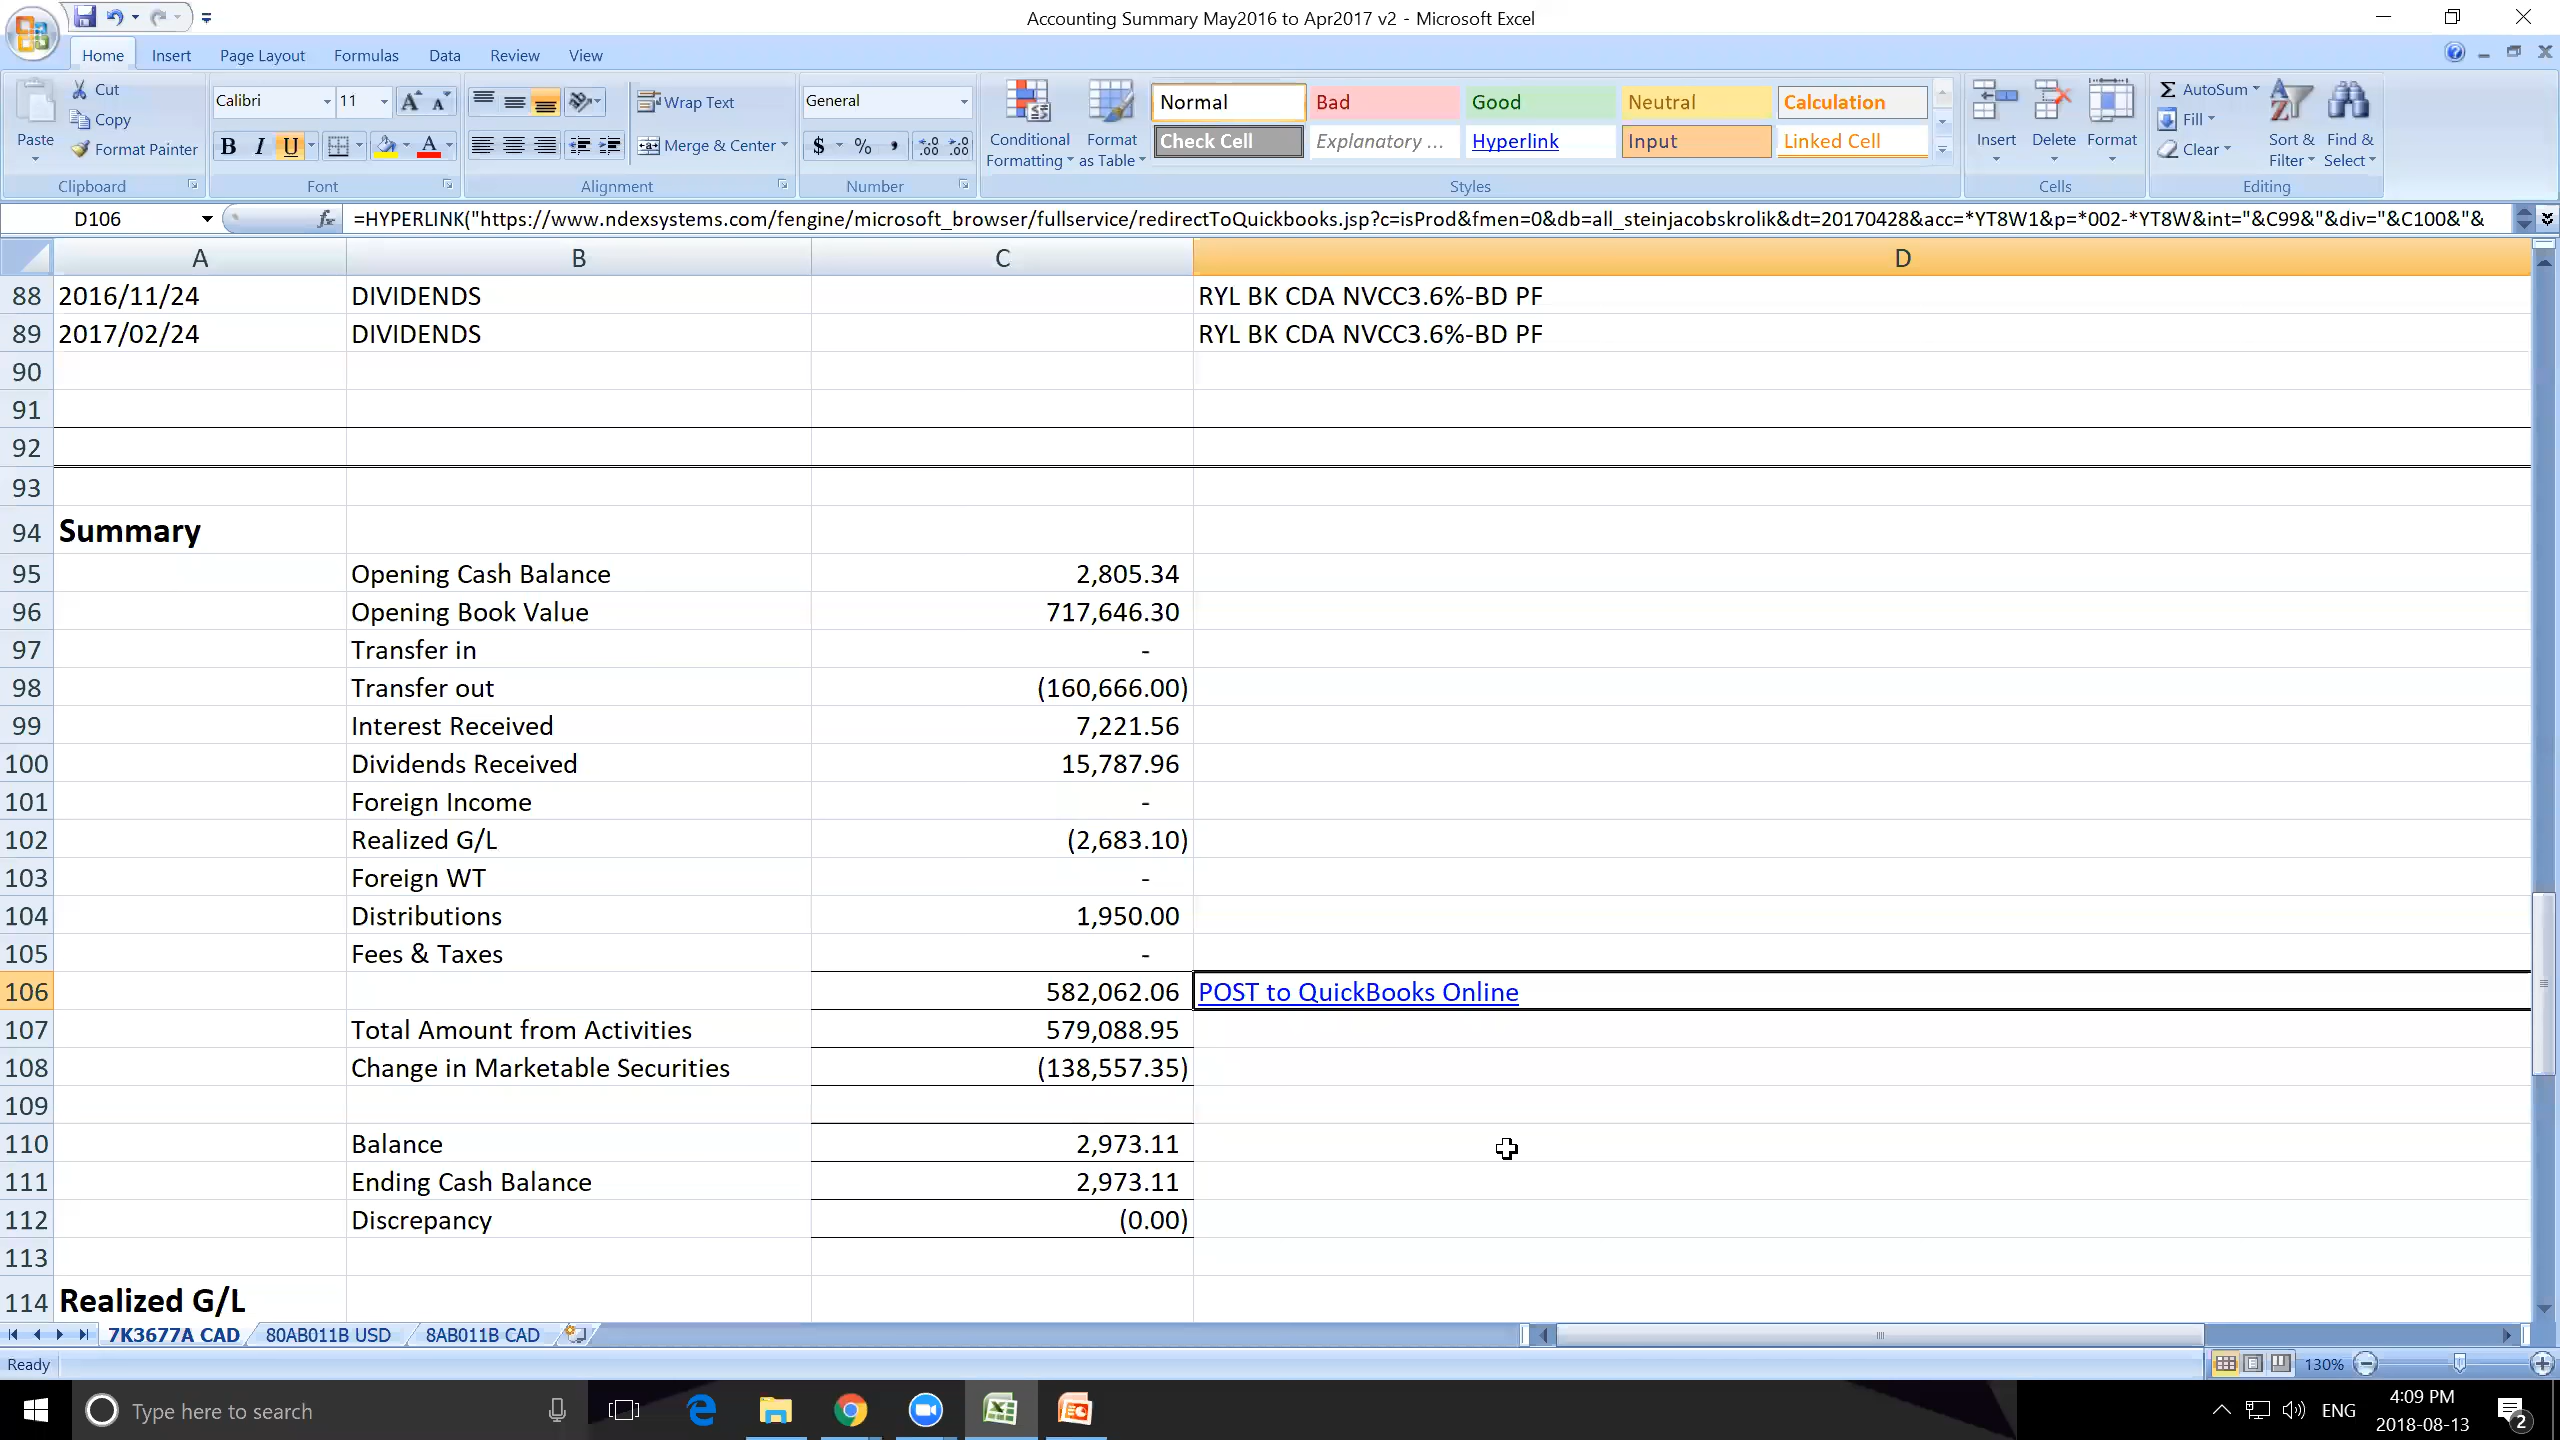 Accounting Summary May2016 to Apr2017 v2 - Microsoft Excel
Home Insert Page Layout Formulas Data Review View
Paste
Cut
Copy
Format Painter
Clipboard
Calibri 11
B I U
Font
Wrap Text
Merge & Center
Alignment
General
$ % ,
Number
Conditional Formatting
Format as Table
Normal Bad Good Neutral Calculation
Check Cell Explanatory ... Hyperlink Input Linked Cell
Styles
Insert Delete Format
Cells
AutoSum
Fill
Clear
Sort & Filter
Find & Select
Editing
D106 fx =HYPERLINK("https://www.ndexsystems.com/fengine/microsoft_browser/fullservice/redirectToQuickbooks.jsp?c=isProd&fmen=0&db=all_steinjacobskrolik&dt=20170428&acc=*YT8W1&p=*002-*YT8W&int="&C99&"&div="&C100&"&
A B C D
88 2016/11/24 DIVIDENDS RYL BK CDA NVCC3.6%-BD PF
89 2017/02/24 DIVIDENDS RYL BK CDA NVCC3.6%-BD PF
90
91
92
93
94 Summary
95 Opening Cash Balance 2,805.34
96 Opening Book Value 717,646.30
97 Transfer in -
98 Transfer out (160,666.00)
99 Interest Received 7,221.56
100 Dividends Received 15,787.96
101 Foreign Income -
102 Realized G/L (2,683.10)
103 Foreign WT -
104 Distributions 1,950.00
105 Fees & Taxes -
106 582,062.06 POST to QuickBooks Online
107 Total Amount from Activities 579,088.95
108 Change in Marketable Securities (138,557.35)
109
110 Balance 2,973.11
111 Ending Cash Balance 2,973.11
112 Discrepancy (0.00)
113
114 Realized G/L
7K3677A CAD 80AB011B USD 8AB011B CAD
Ready 130%
Type here to search
ENG
4:09 PM
2018-08-13
2